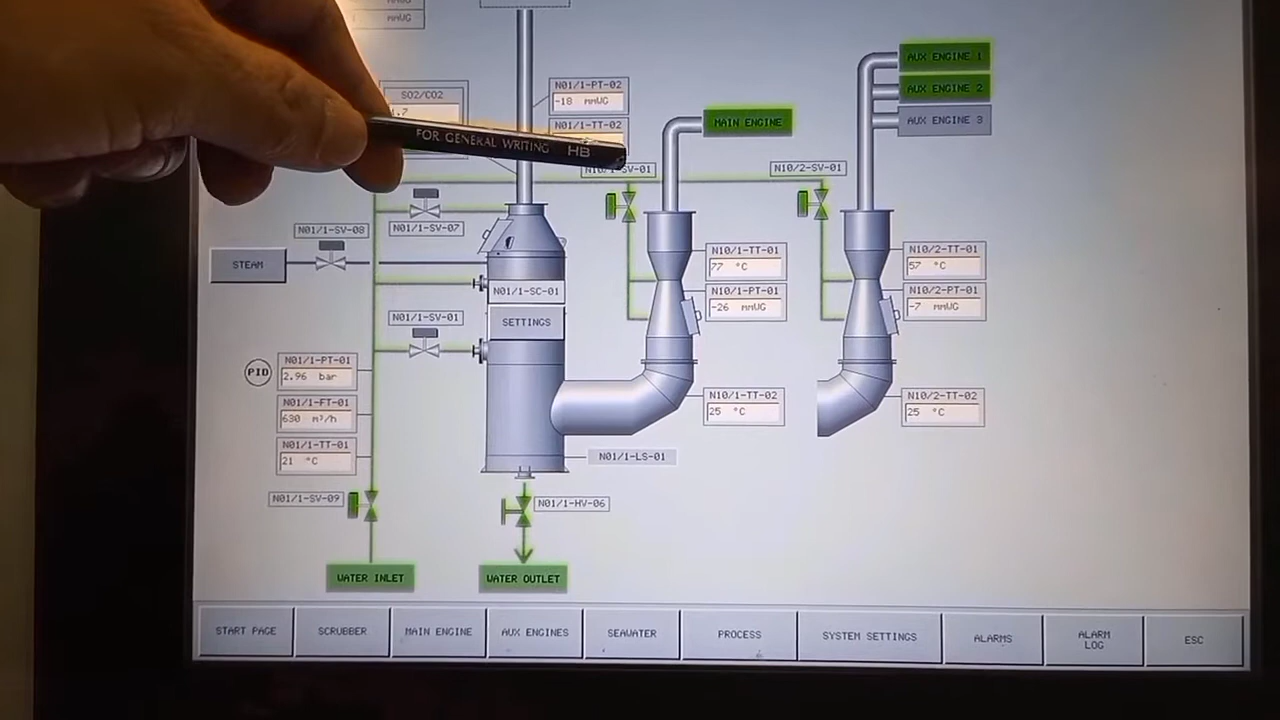 mmVG
mmVG
SO2/CO2
N01/1-PT-02
-18 mmVG
N01/1-TT-02
FOR GENERAL WRITING HB
MAIN ENGINE
AUX ENGINE 1
AUX ENGINE 2
AUX ENGINE 3
N10/1-SV-01
N10/2-SV-01
N01/1-SV-08
N01/1-SV-07
STEAM
N10/1-TT-01
77 °C
N10/2-TT-01
57 °C
N01/1-SC-01
N10/1-PT-01
-26 mmVG
N10/2-PT-01
-7 mmVG
N01/1-SV-01
SETTINGS
PID
N01/1-PT-01
2.96 bar
N01/1-FT-01
630 m³/h
N10/1-TT-02
25 °C
N10/2-TT-02
25 °C
N01/1-TT-01
21 °C
N01/1-LS-01
N01/1-SV-09
N01/1-HV-06
WATER INLET
WATER OUTLET
START PAGE
SCRUBBER
MAIN ENGINE
AUX ENGINES
SEAWATER
PROCESS
SYSTEM SETTINGS
ALARMS
ALARM
LOG
ESC